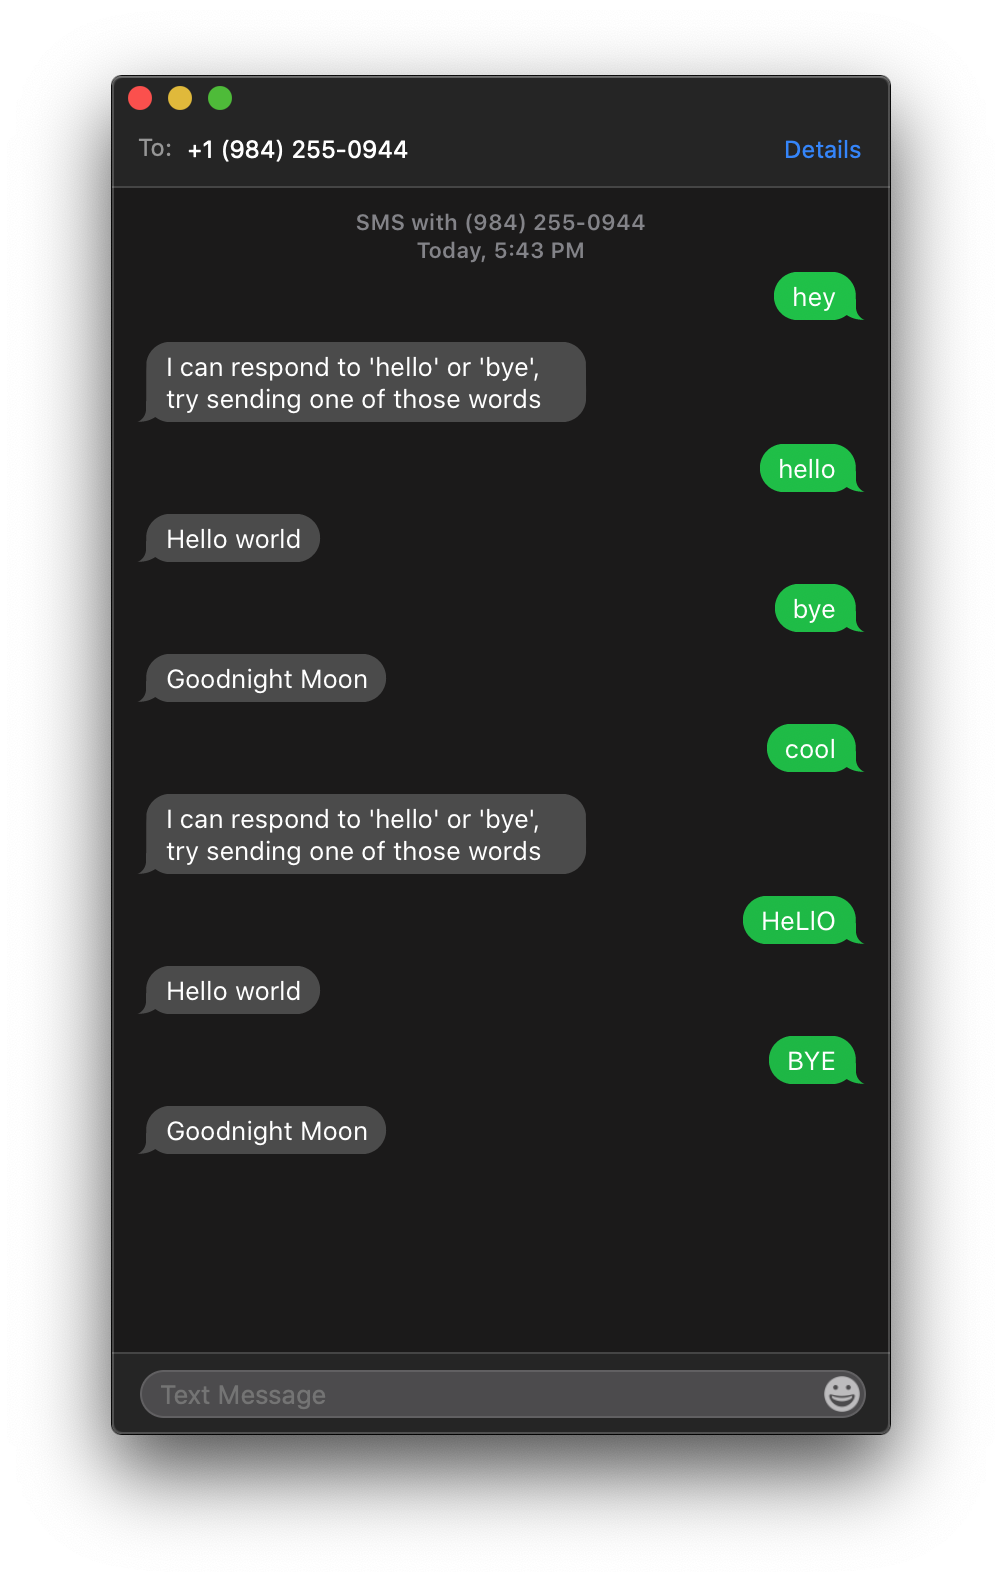 To: +1 (984) 255-0944 Details
SMS with (984) 255-0944
Today, 5:43 PM
hey
I can respond to 'hello' or 'bye',
try sending one of those words
hello
Hello world
bye
Goodnight Moon
cool
I can respond to 'hello' or 'bye',
try sending one of those words
HeLlO
Hello world
BYE
Goodnight Moon
Text Message